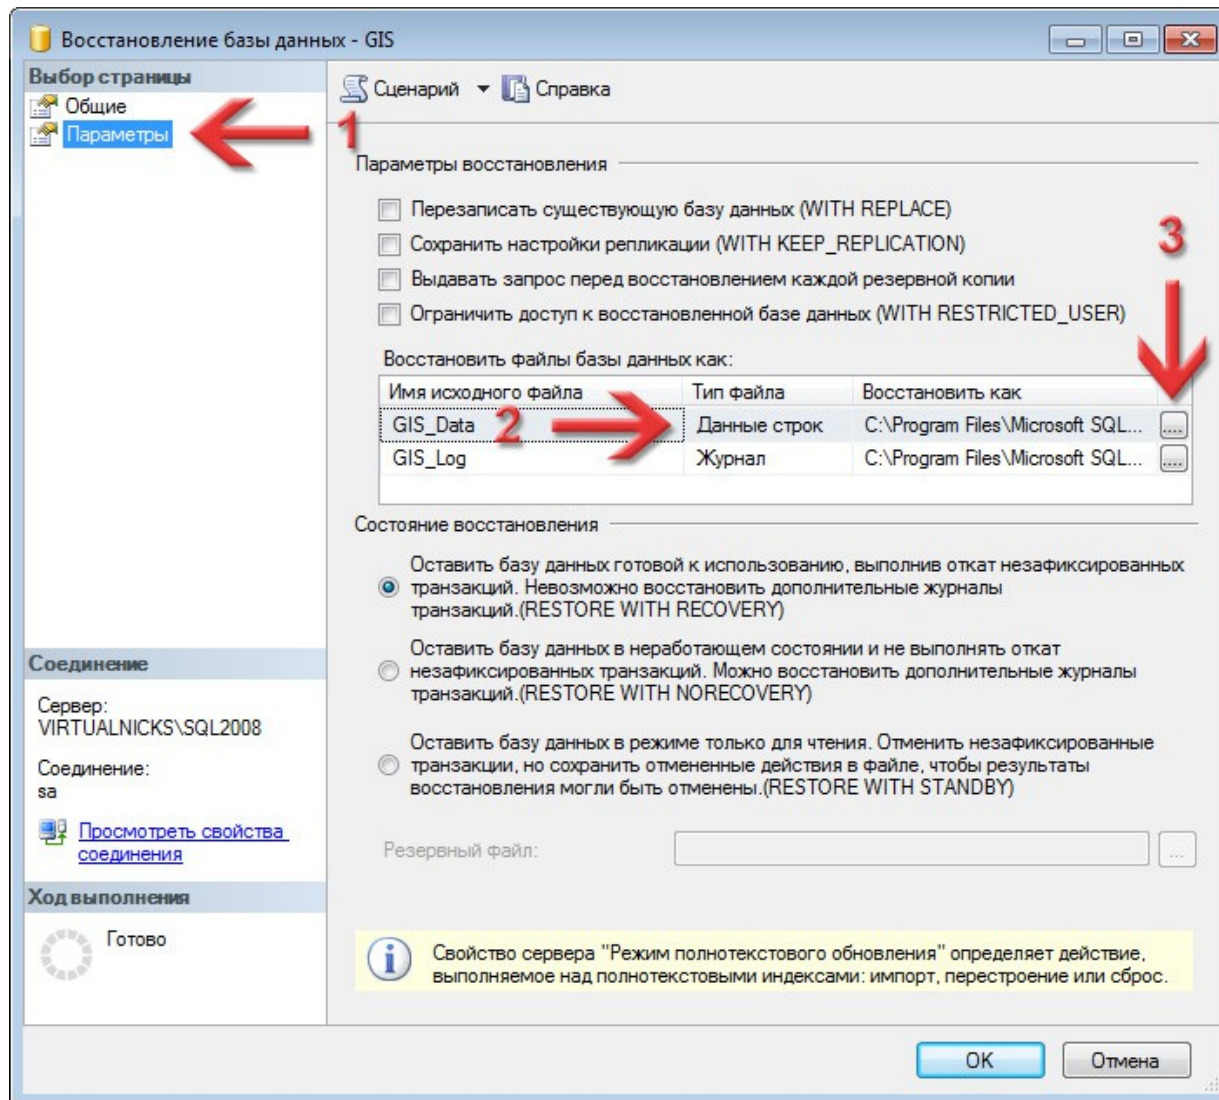 Восстановление базы данных - GIS
Выбор страницы
Общие
Параметры
1
Сценарий
Справка
Параметры восстановления
Перезаписать существующую базу данных (WITH REPLACE)
Сохранить настройки репликации (WITH KEEP_REPLICATION)
Выдавать запрос перед восстановлением каждой резервной копии
Ограничить доступ к восстановленной базе данных (WITH RESTRICTED_USER)
3
Восстановить файлы базы данных как:
Имя исходного файла Тип файла Восстановить как
GIS_Data 2 Данные строк C:\Program Files\Microsoft SQL... ....
GIS_Log Журнал C:\Program Files\Microsoft SQL... ....
Состояние восстановления
Оставить базу данных готовой к использованию, выполнив откат незафиксированных
транзакций. Невозможно восстановить дополнительные журналы
транзакций.(RESTORE WITH RECOVERY)
Оставить базу данных в неработающем состоянии и не выполнять откат
незафиксированных транзакций. Можно восстановить дополнительные журналы
транзакций.(RESTORE WITH NORECOVERY)
Оставить базу данных в режиме только для чтения. Отменить незафиксированные
транзакции, но сохранить отмененные действия в файле, чтобы результаты
восстановления могли быть отменены.(RESTORE WITH STANDBY)
Резервный файл: ...
Соединение
Сервер:
VIRTUALNICKS\SQL2008
Соединение:
sa
Просмотреть свойства
соединения
Ход выполнения
Готово
Свойство сервера "Режим полнотекстового обновления" определяет действие,
выполняемое над полнотекстовыми индексами: импорт, перестроение или сброс.
OK
Отмена